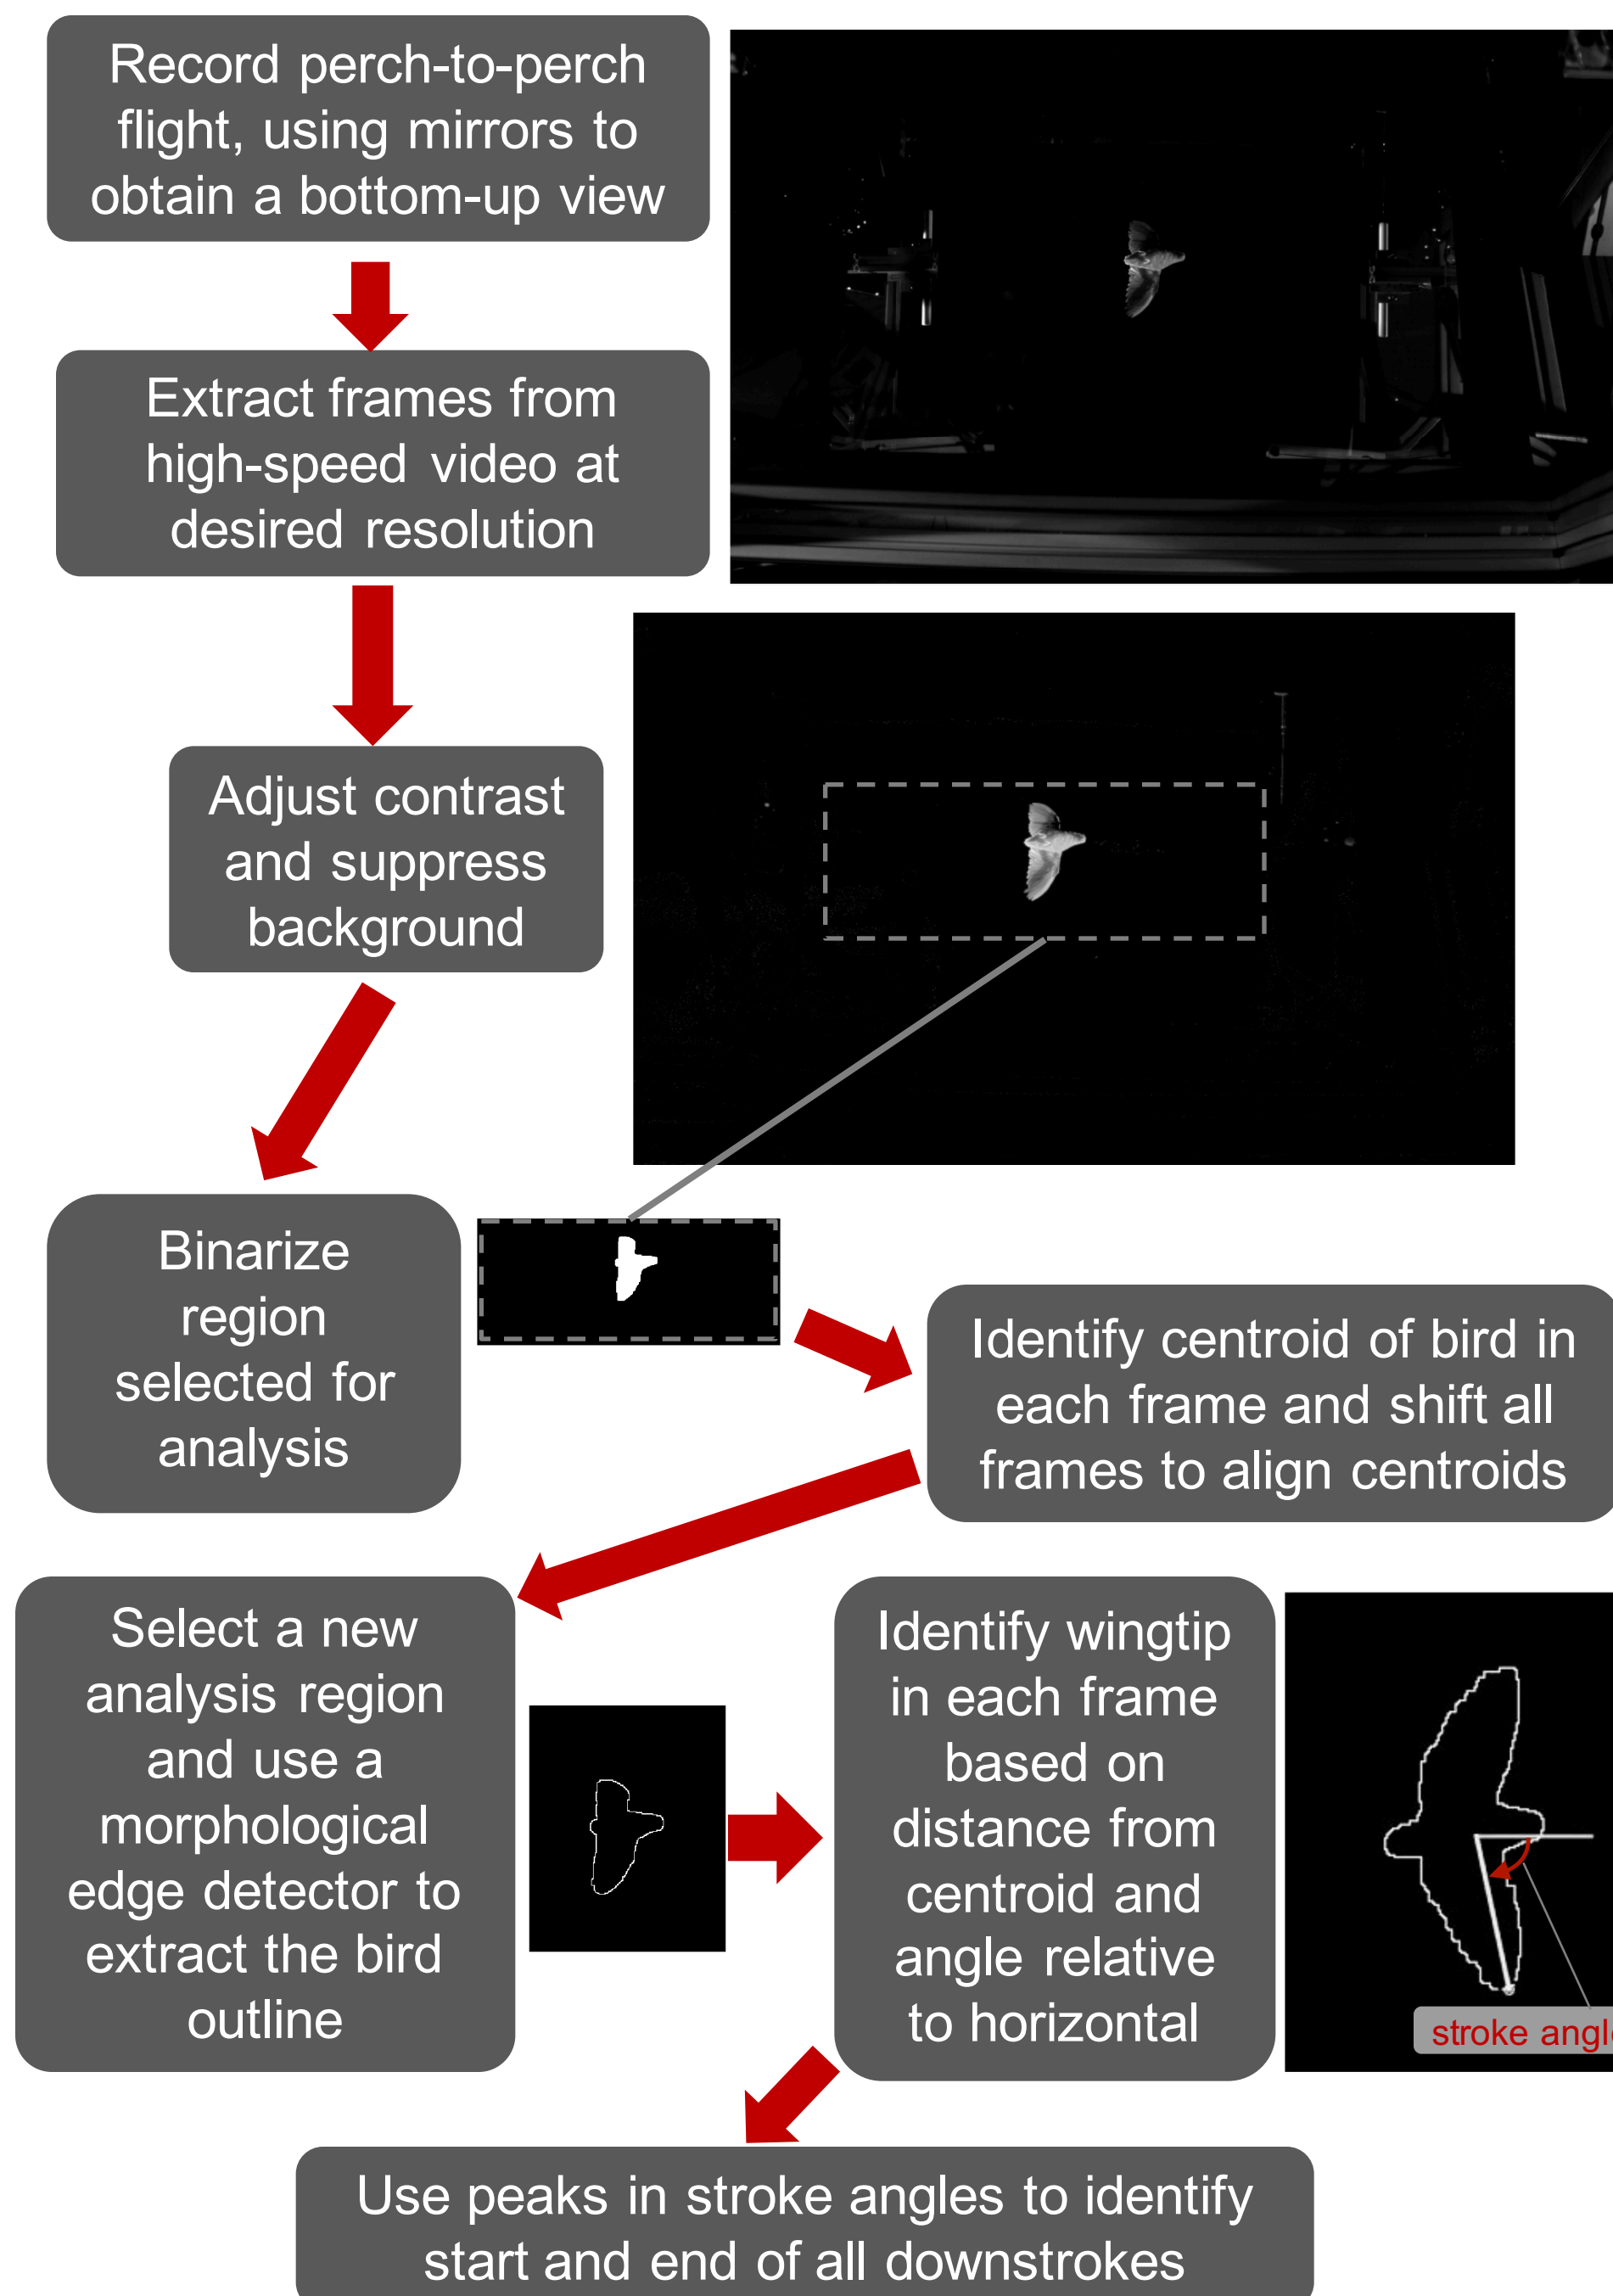 Record perch-to-perch
flight, using mirrors to
obtain a bottom-up view
Extract frames from
high-speed video at
desired resolution
Adjust contrast
and suppress
background
Binarize
region
selected for
analysis
Identify centroid of bird in
each frame and shift all
frames to align centroids
Select a new
analysis region
and use a
morphological
edge detector to
extract the bird
outline
Identify wingtip
in each frame
based on
distance from
centroid and
angle relative
to horizontal
stroke angle
Use peaks in stroke angles to identify
start and end of all downstrokes